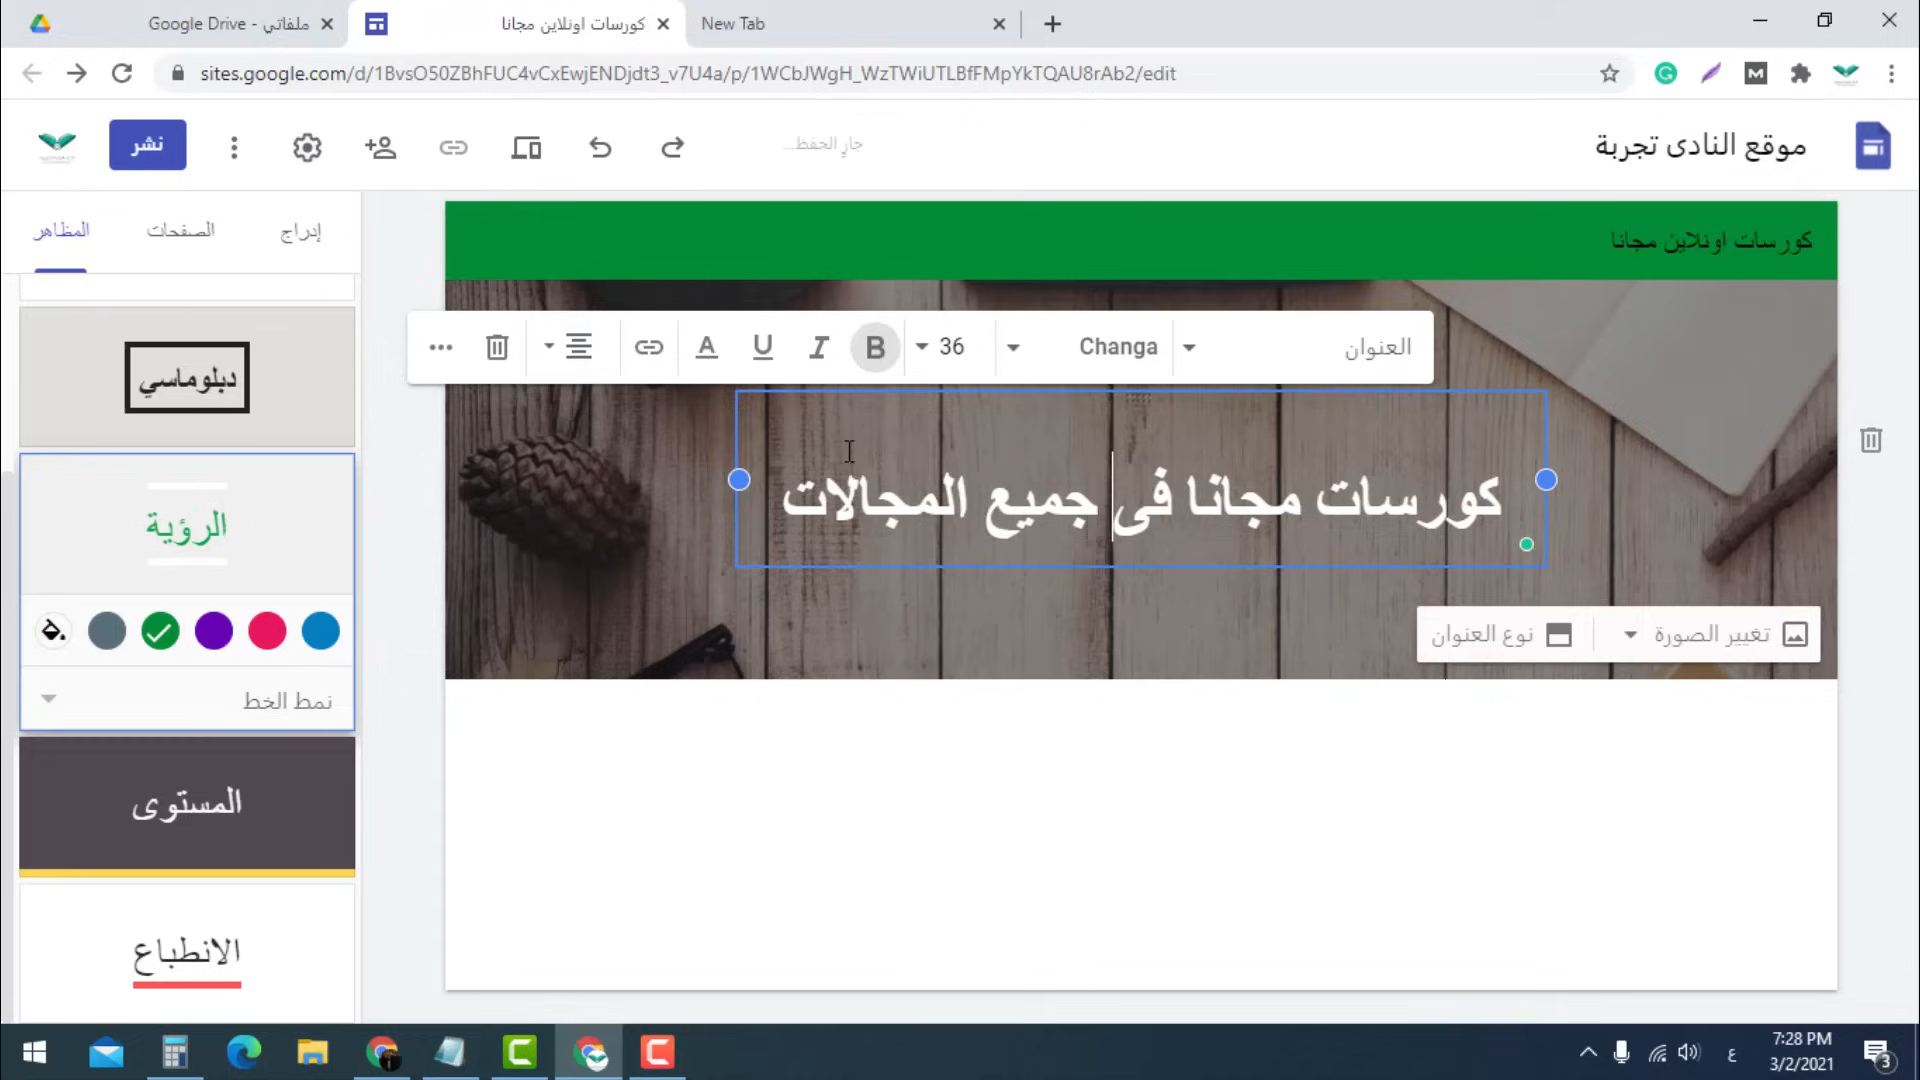 Google Drive - ملفاتي
كورسات اونلاين مجانا
New Tab
sites.google.com/d/1BvsO50ZBhFUC4vCxEwjENDjdt3_v7U4a/p/1WCbJWgH_WzTWiUTLBfFMpYkTQAU8rAb2/edit
موقع النادى تجربة
جارٍ الحفظ...
نشر
إدراج
الصفحات
المظاهر
كورسات اونلاين مجانا
العنوان
Changa
36
B
كورسات مجانا فى جميع المجالات
تغيير الصورة
نوع العنوان
دبلوماسي
الرؤية
نمط الخط
المستوى
الانطباع
ع
7:28 PM
3/2/2021
3